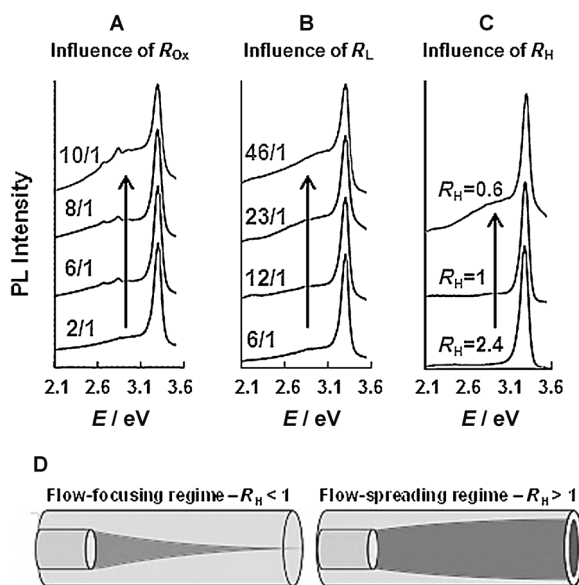 A
Influence of R_Ox
B
Influence of R_L
C
Influence of R_H
PL Intensity
10/1
8/1
6/1
2/1
46/1
23/1
12/1
6/1
R_H=0.6
R_H=1
R_H=2.4
2.1 2.6 3.1 3.6
2.1 2.6 3.1 3.6
2.1 2.6 3.1 3.6
E / eV
E / eV
E / eV
D
Flow-focusing regime – R_H < 1
Flow-spreading regime – R_H > 1